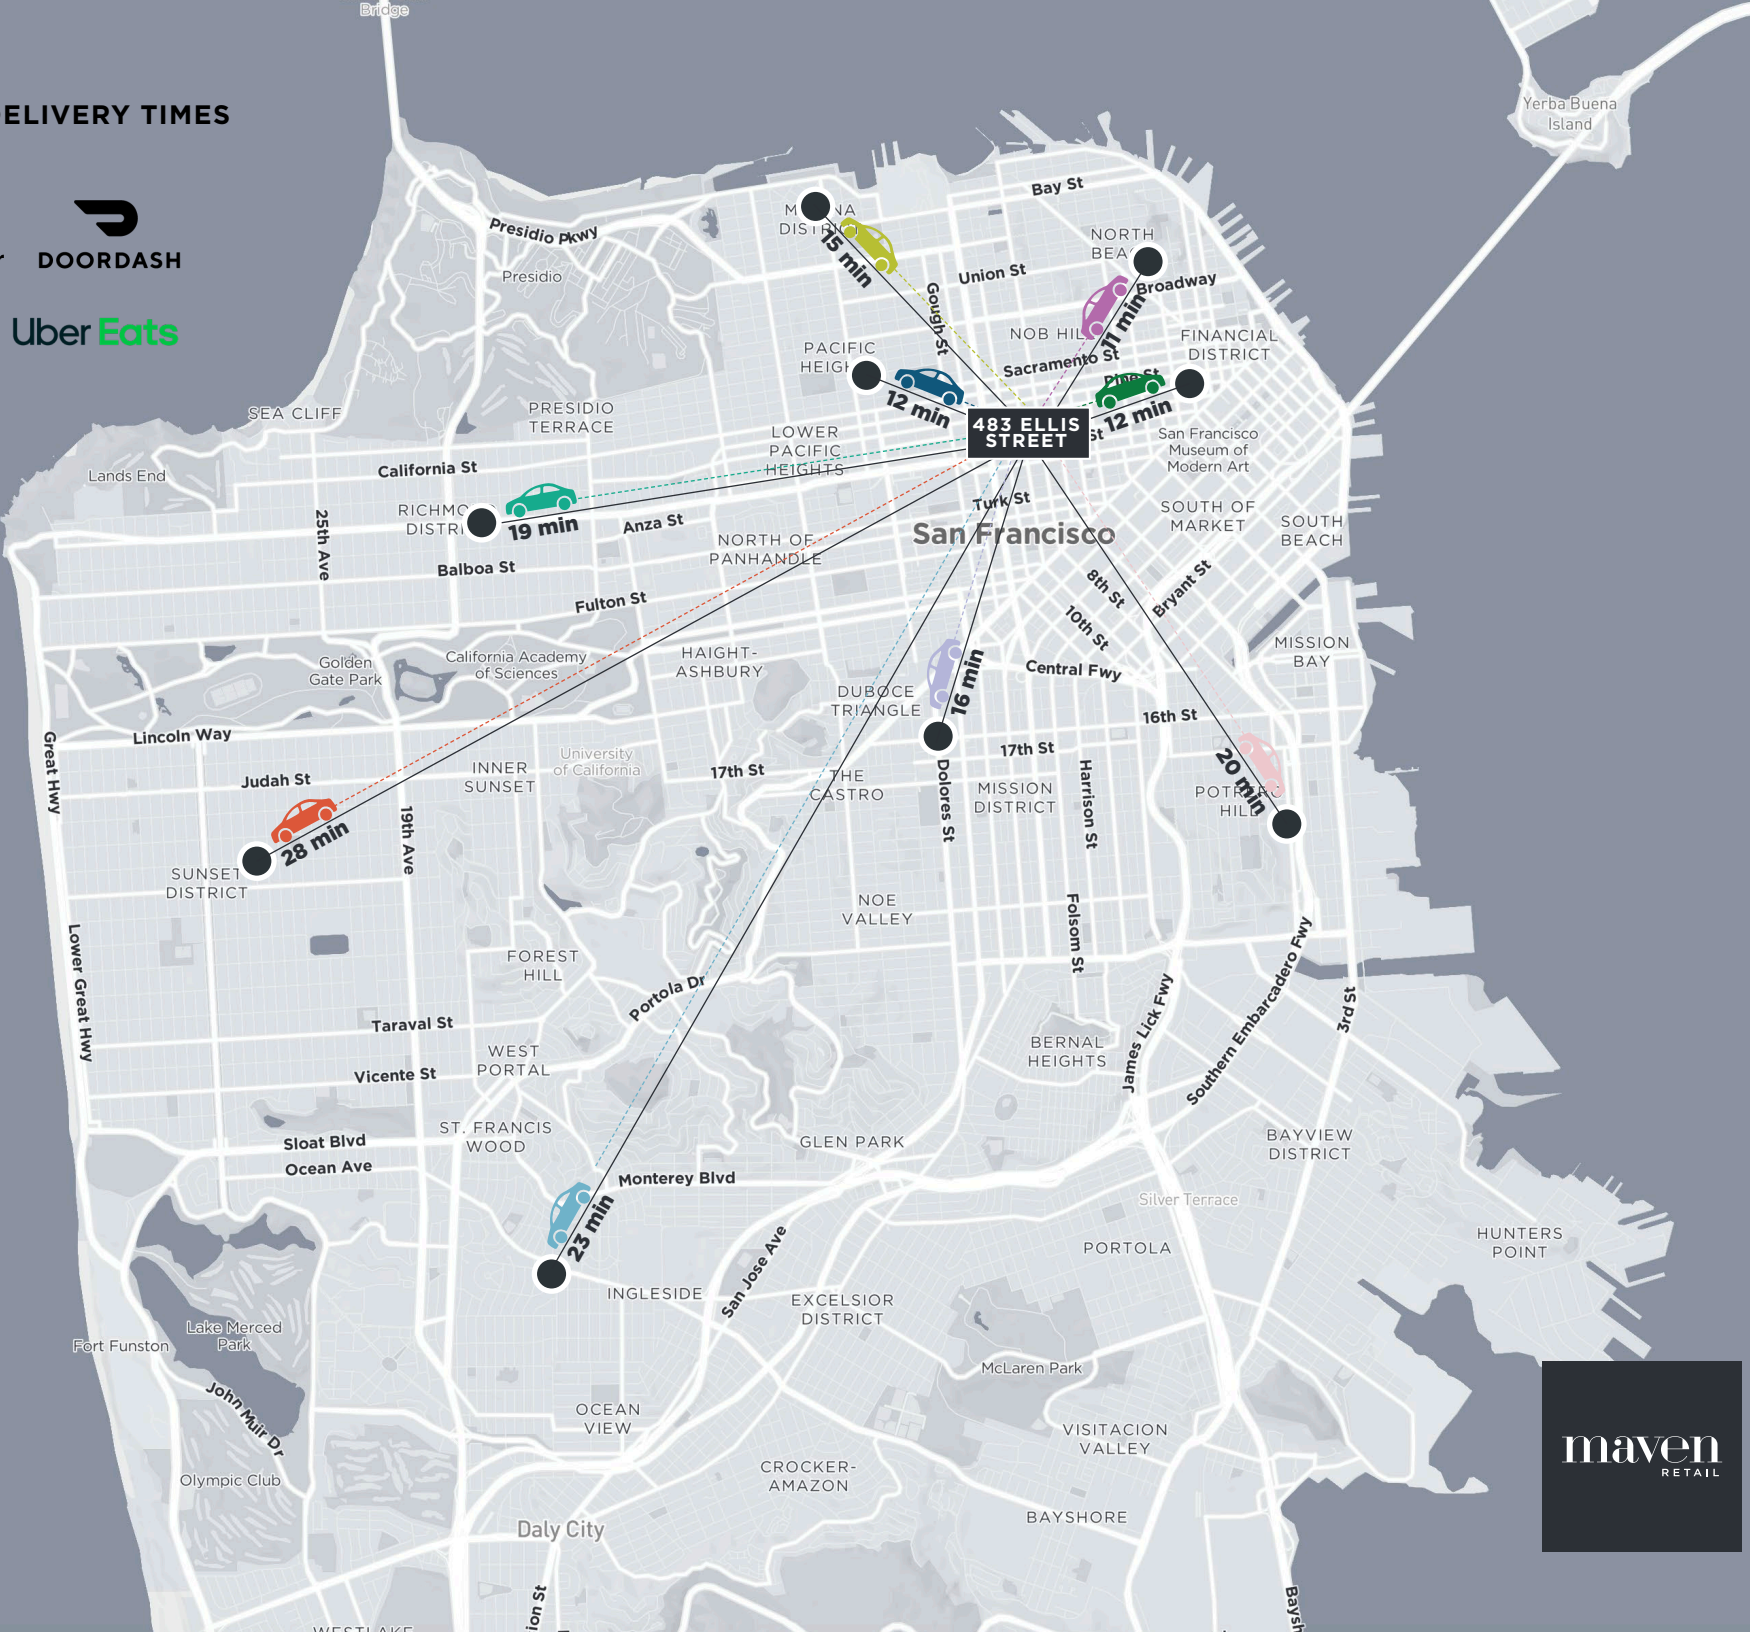 Bridge
ELIVERY TIMES
DOORDASH
Uber Eats
Yerba Buena
Island
Bay St
Presidio Pkwy
Presidio
DISTRICT
15 min
Union St
Gough St
NORTH
Broadway
11 min
NOB HILL
FINANCIAL
DISTRICT
PACIFIC
Sacramento St
Pine St
12 min
12 min
483 ELLIS
STREET
St
SEA CLIFF
PRESIDIO
TERRACE
LOWER
PACIFIC
HEIGHTS
San Francisco
Museum of
Modern Art
Lands End
California St
RICHMO
DISTRI
19 min
25th Ave
Anza St
Balboa St
Fulton St
NORTH OF
PANHANDLE
Turk St
San Francisco
SOUTH OF
MARKET
SOUTH
BEACH
8th St
10th St
Bryant St
MISSION
BAY
Golden
Gate Park
California Academy
of Sciences
HAIGHT-
ASHBURY
DUBOCE
TRIANGLE
16 min
Central Fwy
16th St
17th St
Lincoln Way
Great Hwy
Judah St
INNER
SUNSET
University
of California
17th St
THE
CASTRO
Dolores St
MISSION
DISTRICT
Harrison St
20 min
POTRERO
HILL
28 min
SUNSET
DISTRICT
19th Ave
NOE
VALLEY
Folsom St
Lower Great Hwy
FOREST
HILL
Portola Dr
Taraval St
WEST
PORTAL
Vicente St
BERNAL
HEIGHTS
James Lick Fwy
Southern Embarcadero Fwy
3rd St
ST. FRANCIS
WOOD
Sloat Blvd
Ocean Ave
GLEN PARK
BAYVIEW
DISTRICT
Monterey Blvd
Silver Terrace
23 min
HUNTERS
POINT
PORTOLA
INGLESIDE
San Jose Ave
EXCELSIOR
DISTRICT
Lake Merced
Park
Fort Funston
McLaren Park
John Muir Dr
OCEAN
VIEW
VISITACION
VALLEY
maven
RETAIL
Olympic Club
CROCKER-
AMAZON
BAYSHORE
Daly City
ion St
Baysh
WESTLAKE